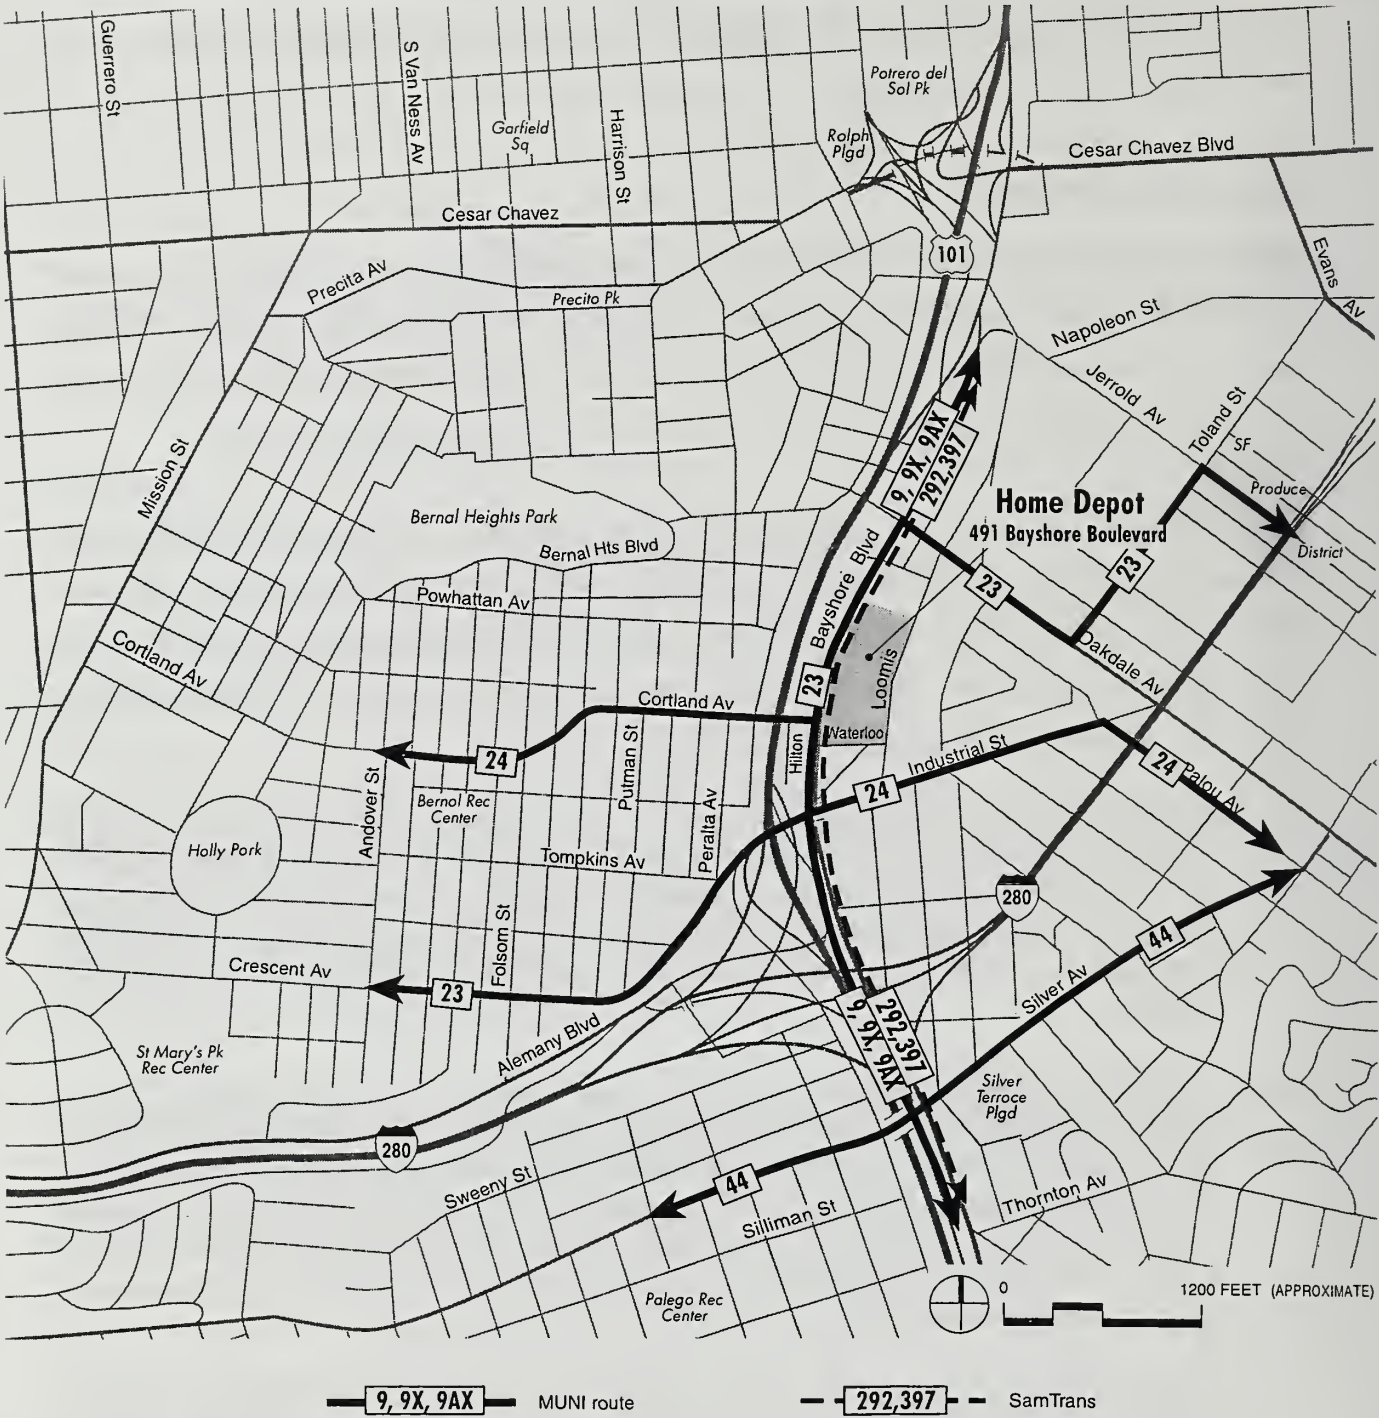 Guerrero St
S Van Ness Av
Garfield
Sq
Harrison St
Potrero del
Sol Pk
Rolph
Plgd
Cesar Chavez Blvd
Cesar Chavez
101
Evans
Av
Precita Av
Precito Pk
Napoleon St
Jerrold Av
Toland St
SF
Produce
District
Mission St
9, 9X, 9AX
292,397
Home Depot
491 Bayshore Boulevard
Bernal Heights Park
Bernal Hts Blvd
Bayshore Blvd
23
23
Powhattan Av
Oakdale Av
Cortland Av
Loomis
23
Cortland Av
Waterloo
Hilton
Industrial St
24
Putman St
24
24
Palou Av
Andover St
Bernol Rec
Center
Peralta Av
Holly Park
Tompkins Av
280
Folsom St
44
Crescent Av
23
Silver Av
Alemany Blvd
292,397
9, 9X, 9AX
St Mary's Pk
Rec Center
Silver
Terroce
Plgd
280
Sweeny St
44
Thornton Av
Silliman St
Palego Rec
Center
0
1200 FEET (APPROXIMATE)
9, 9X, 9AX
MUNI route
292,397
SamTrans